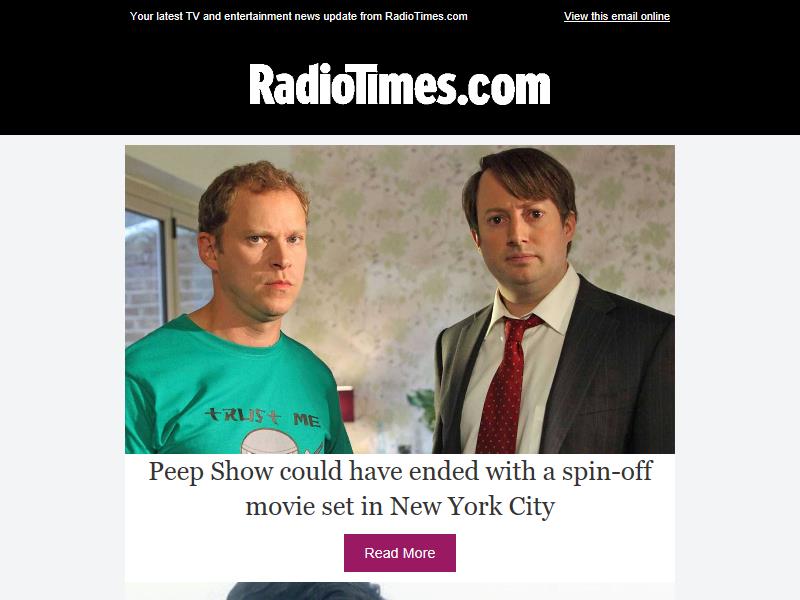 Your latest TV and entertainment news update from RadioTimes.com
View this email online
RadioTimes.com
TRUST ME
Peep Show could have ended with a spin-off
movie set in New York City
Read More